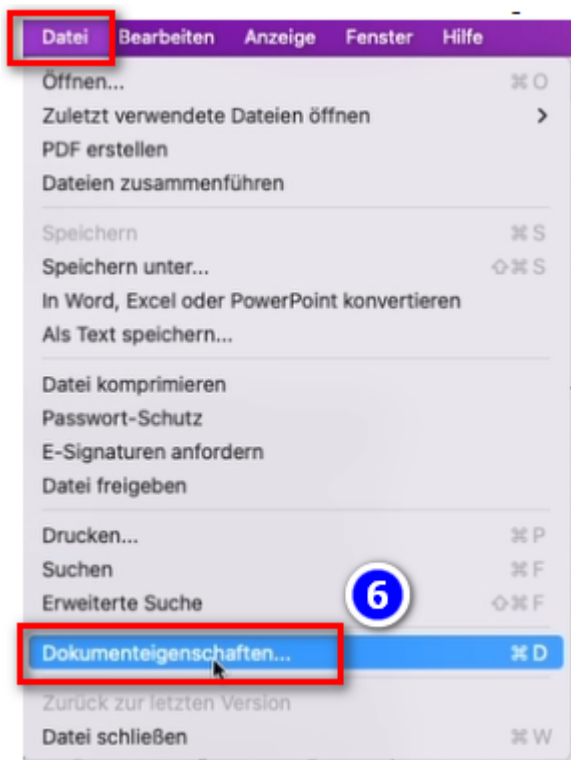 Datei Bearbeiten Anzeige Fenster Hilfe
Öffnen... ⌘ O
Zuletzt verwendete Dateien öffnen >
PDF erstellen
Dateien zusammenführen
Speichern ⌘ S
Speichern unter... ⇧⌘ S
In Word, Excel oder PowerPoint konvertieren
Als Text speichern...
Datei komprimieren
Passwort-Schutz
E-Signaturen anfordern
Datei freigeben
Drucken... ⌘ P
Suchen ⌘ F
Erweiterte Suche ⇧⌘ F
6
Dokumenteigenschaften... ⌘ D
Zurück zur letzten Version
Datei schließen ⌘ W